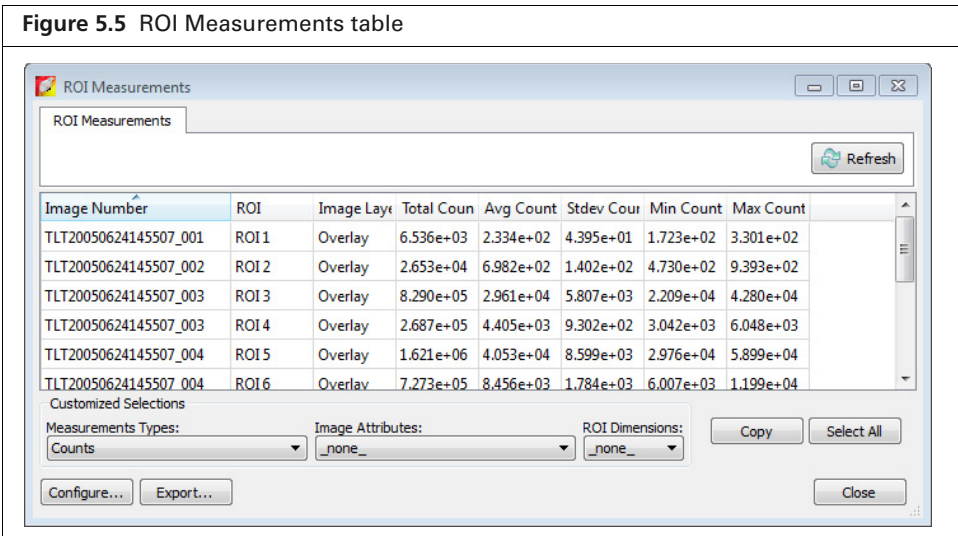 Figure 5.5 ROI Measurements table
ROI Measurements
ROI Measurements
Refresh
Image Number ROI Image Laye Total Coun Avg Count Stdev Cour Min Count Max Count
TLT20050624145507_001 ROI 1 Overlay 6.536e+03 2.334e+02 4.395e+01 1.723e+02 3.301e+02
TLT20050624145507_002 ROI 2 Overlay 2.653e+04 6.982e+02 1.402e+02 4.730e+02 9.393e+02
TLT20050624145507_003 ROI 3 Overlay 8.290e+05 2.961e+04 5.807e+03 2.209e+04 4.280e+04
TLT20050624145507_003 ROI 4 Overlay 2.687e+05 4.405e+03 9.302e+02 3.042e+03 6.048e+03
TLT20050624145507_004 ROI 5 Overlay 1.621e+06 4.053e+04 8.599e+03 2.976e+04 5.899e+04
TLT20050624145507_004 ROI 6 Overlay 7.273e+05 8.456e+03 1.784e+03 6.007e+03 1.199e+04
Customized Selections
Measurements Types: Image Attributes: ROI Dimensions:
Counts _none_ _none_ Copy Select All
Configure... Export... Close